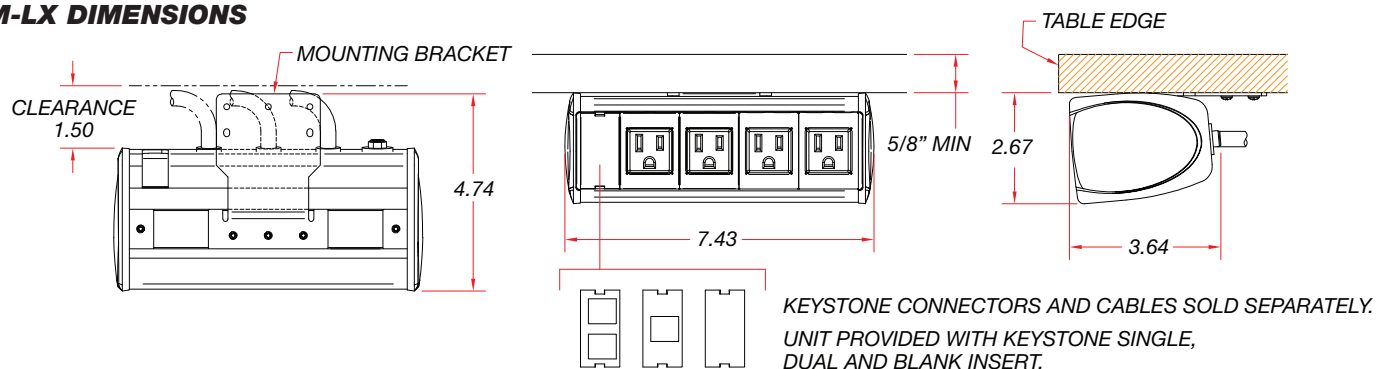 M-LX DIMENSIONS
MOUNTING BRACKET
CLEARANCE
1.50
4.74
5/8” MIN
7.43
TABLE EDGE
2.67
3.64
KEYSTONE CONNECTORS AND CABLES SOLD SEPARATELY.
UNIT PROVIDED WITH KEYSTONE SINGLE,
DUAL AND BLANK INSERT.